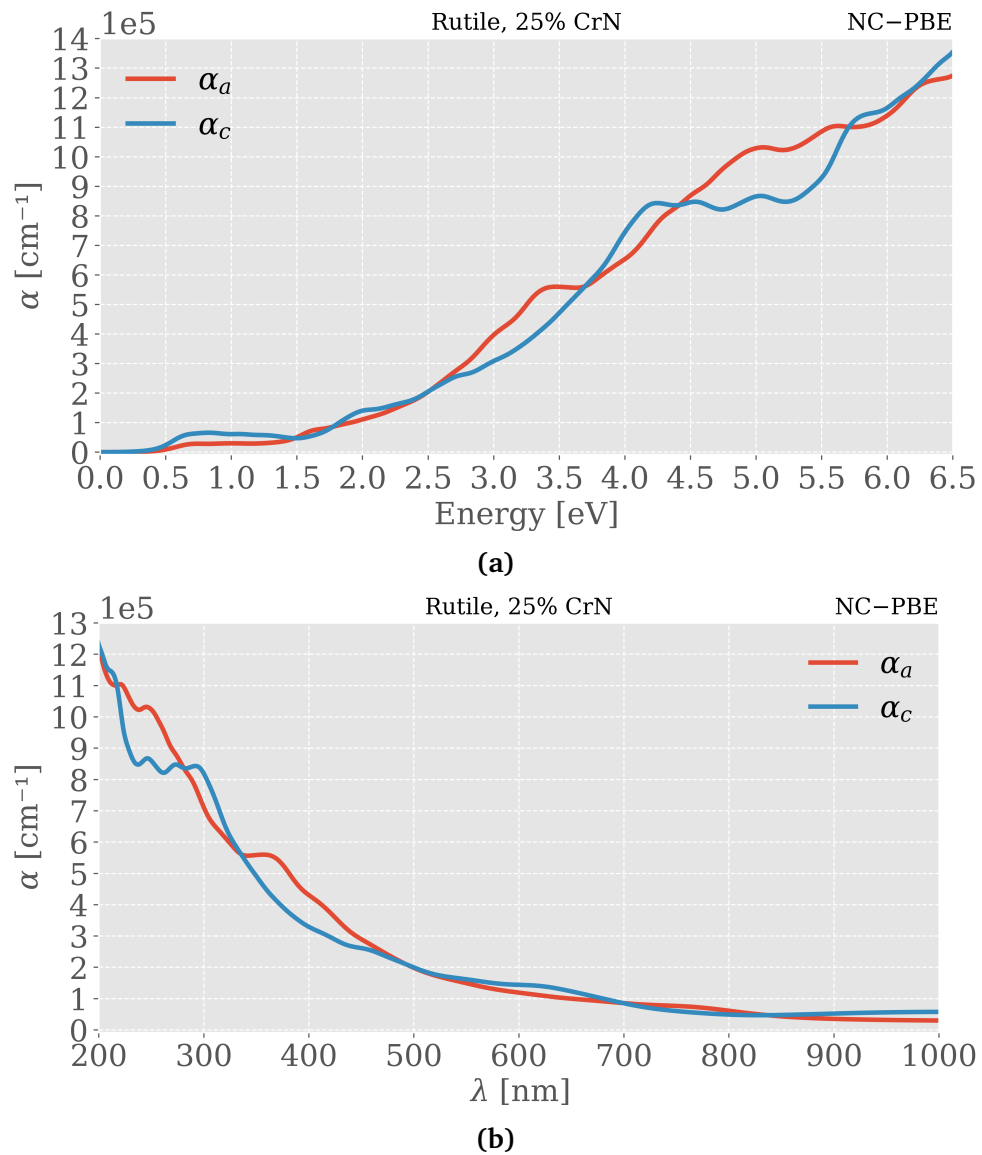 1e5 Rutile, 25% CrN NC−PBE
14
13
12
11
10
9
8
7
6
5
4
3
2
1
0
α [cm⁻¹]
αa
αc
0.0 0.5 1.0 1.5 2.0 2.5 3.0 3.5 4.0 4.5 5.0 5.5 6.0 6.5
Energy [eV]
(a)
1e5 Rutile, 25% CrN NC−PBE
13
12
11
10
9
8
7
6
5
4
3
2
1
0
α [cm⁻¹]
αa
αc
200 300 400 500 600 700 800 900 1000
λ [nm]
(b)